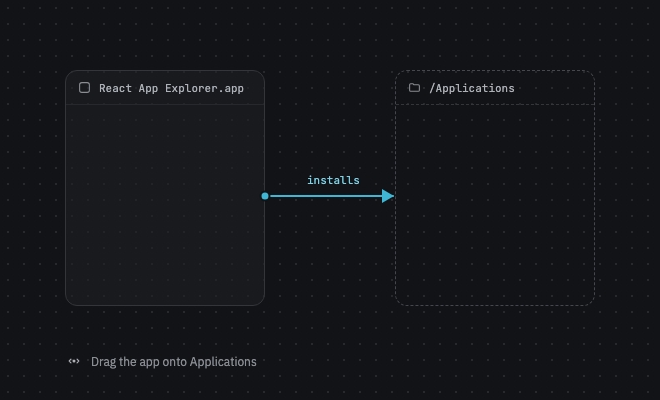 React App Explorer.app
/Applications
installs
Drag the app onto Applications